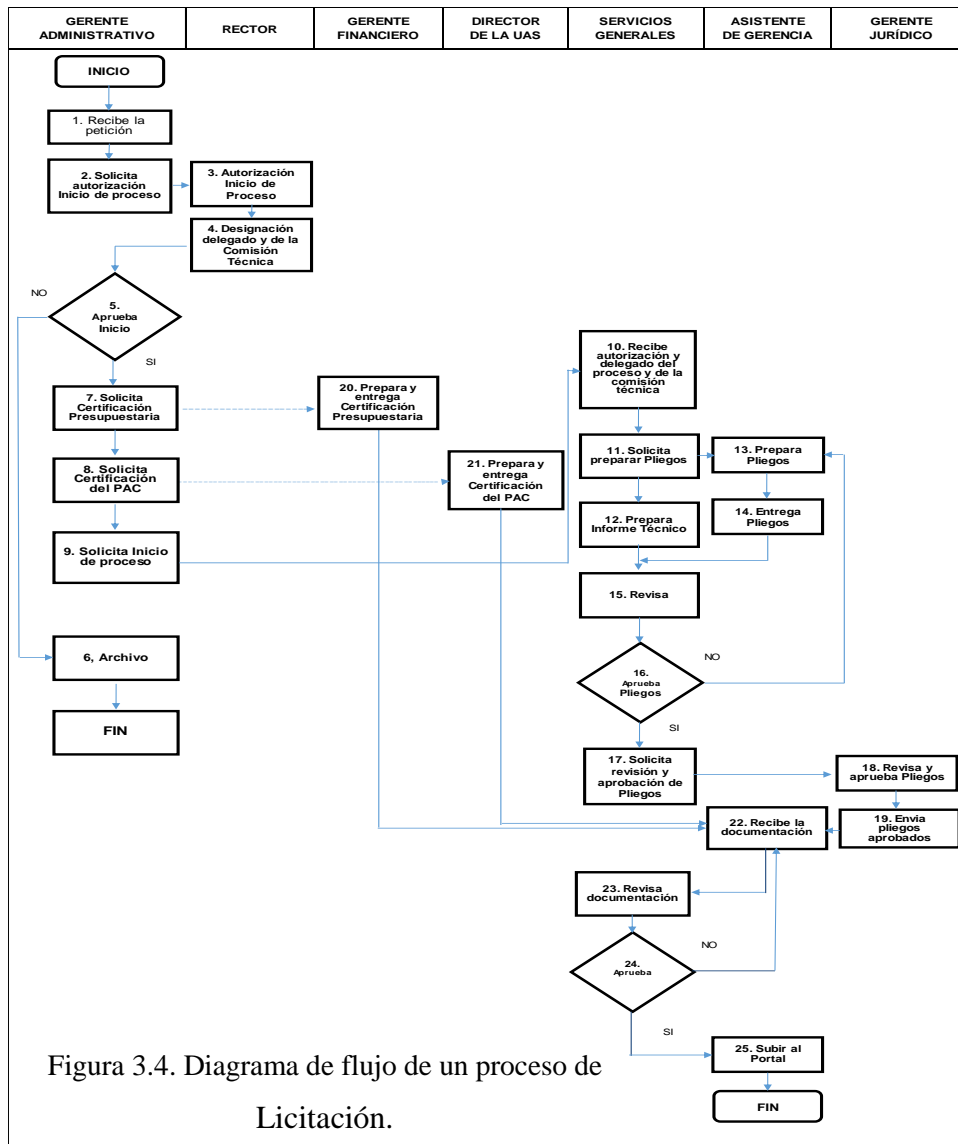 GERENTE
ADMINISTRATIVO
RECTOR
GERENTE
FINANCIERO
DIRECTOR
DE LA UAS
SERVICIOS
GENERALES
ASISTENTE
DE GERENCIA
GERENTE
JURÍDICO
INICIO
1. Recibe la
petición
2. Solicita
autorización
Inicio de proceso
3. Autorización
Inicio de
Proceso
4. Designación
delegado y de la
Comisión
Técnica
NO
5.
Aprueba
Inicio
SI
7. Solicita
Certificación
Presupuestaria
20. Prepara y
entrega
Certificación
Presupuestaria
10. Recibe
autorización y
delegado del
proceso y de la
comisión
técnica
8. Solicita
Certificación
del PAC
21. Prepara y
entrega
Certificación
del PAC
11. Solicita
preparar Pliegos
13. Prepara
Pliegos
12. Prepara
Informe Técnico
14. Entrega
Pliegos
9. Solicita Inicio
de proceso
15. Revisa
6, Archivo
16.
Aprueba
Pliegos
NO
SI
FIN
17. Solicita
revisión y
aprobación de
Pliegos
18. Revisa y
aprueba Pliegos
22. Recibe la
documentación
19. Envia
pliegos
aprobados
23. Revisa
documentación
24.
Aprueba
NO
SI
25. Subir al
Portal
FIN
Figura 3.4. Diagrama de flujo de un proceso de
Licitación.